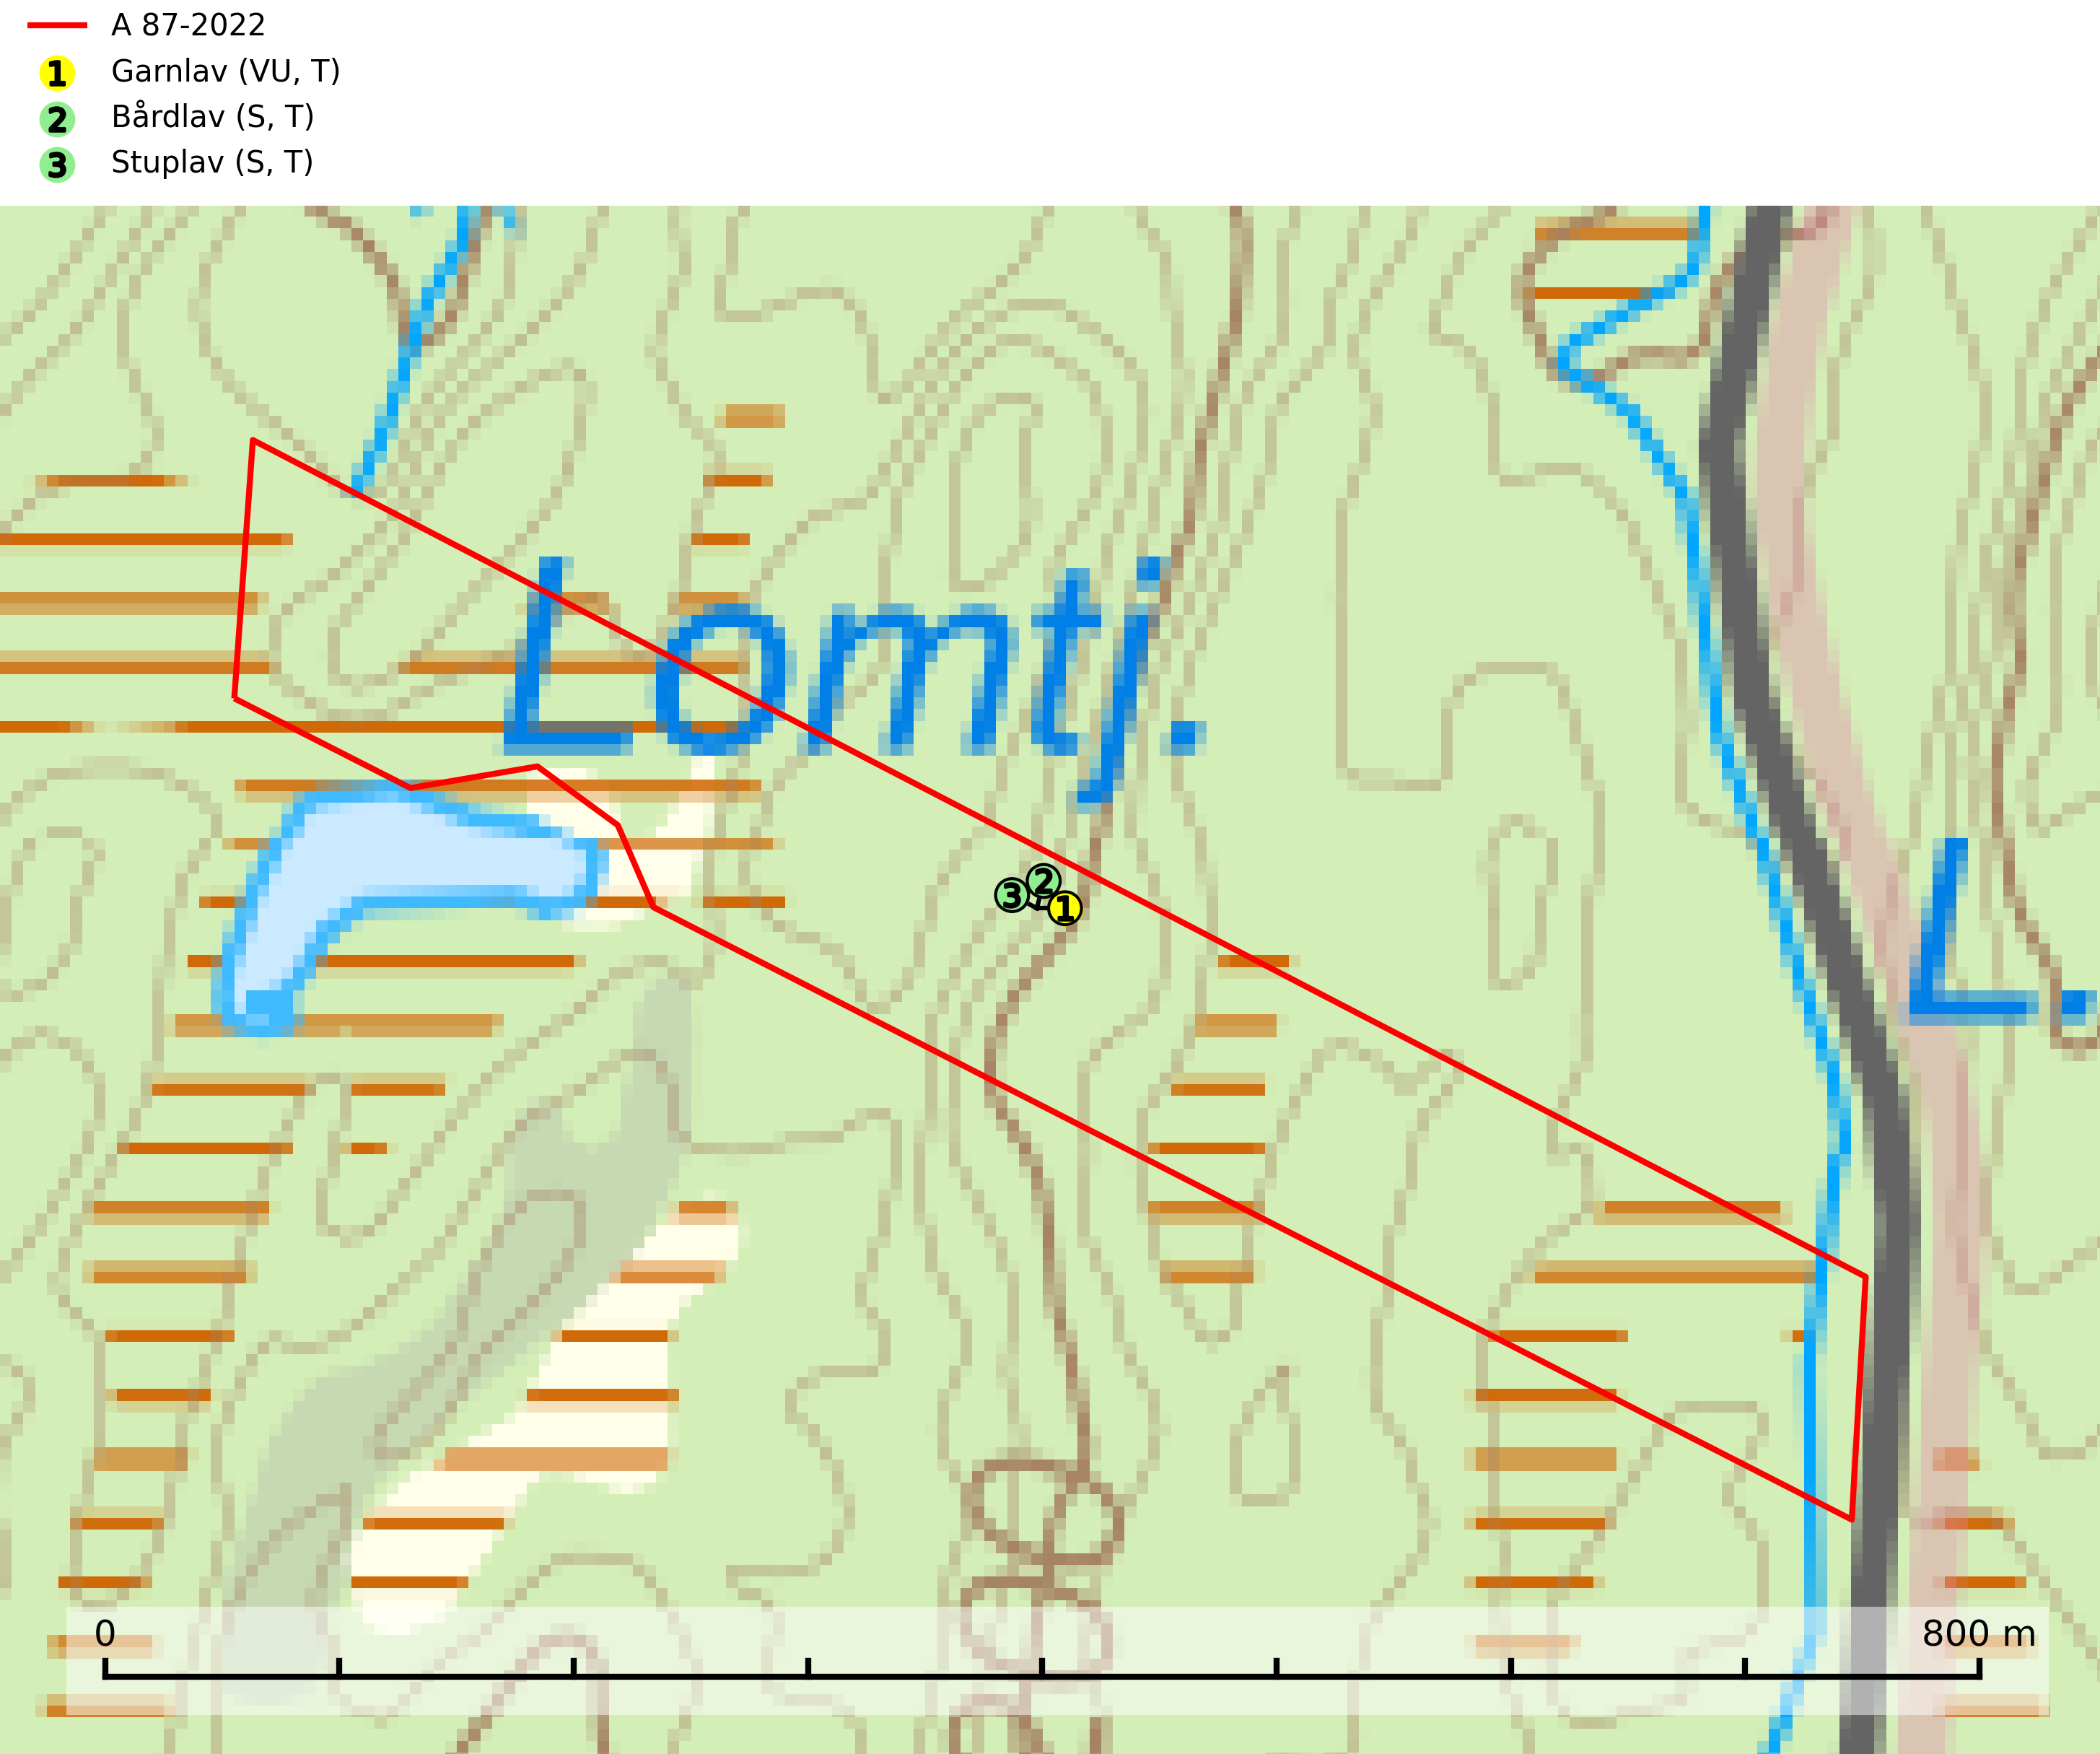 A 87-2022
1 Garnlav (VU, T)
2 Bårdlav (S, T)
3 Stuplav (S, T)
Lomtj.
2
3
1
L.
0
800 m